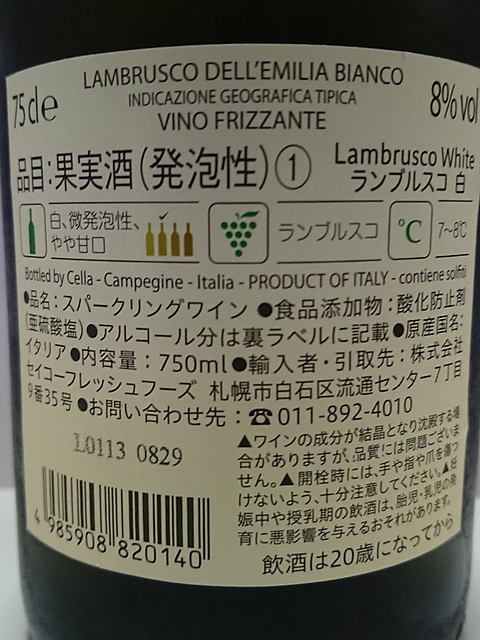 LAMBRUSCO DELL'EMILIA BIANCO
INDICAZIONE GEOGRAFICA TIPICA
VINO FRIZZANTE
75cle
8%vol
品目:果実酒(発泡性)①
Lambrusco White
ランブルスコ 白
白、微発泡性、
やや甘口
ランブルスコ
℃
7~8℃
Bottled by Cella - Campegine - Italia - PRODUCT OF ITALY - contiene solfiti
●品名:スパークリングワイン ●食品添加物:酸化防止剤
(亜硫酸塩)●アルコール分は裏ラベルに記載●原産国名:
イタリア●内容量:750ml●輸入者・引取先:株式会社
セイコーフレッシュフーズ 札幌市白石区流通センター7丁目
9番35号 ●お問い合わせ先:☎011-892-4010
L0113 0829
▲ワインの成分が結晶となり沈殿する場
合がありますが、品質には問題ございま
せん。▲開栓時には、手や指や爪を傷つ
けないよう、十分注意してください。▲妊
娠中や授乳期の飲酒は、胎児・乳児の発
育に悪影響を与えるおそれがあります。
飲酒は20歳になってから
4 985908 820140